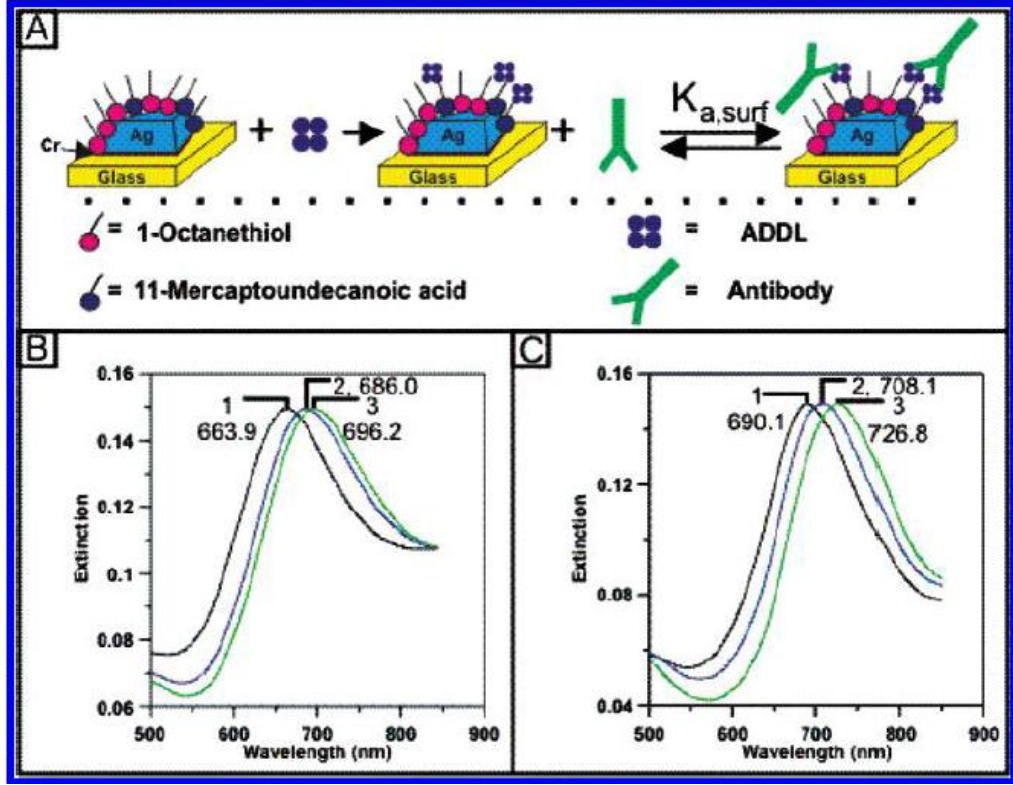 A
Ag
Glass
Cr
+
Ag
Glass
+
Ka,surf
Ag
Glass
= 1-Octanethiol
= ADDL
= 11-Mercaptoundecanoic acid
= Antibody
B
0.16
0.14
0.12
0.1
0.08
0.06
Extinction
1
663.9
2, 686.0
3
696.2
500 600 700 800 900
Wavelength (nm)
C
0.16
0.12
0.08
0.04
Extinction
1
690.1
2, 708.1
3
726.8
500 600 700 800 900
Wavelength (nm)